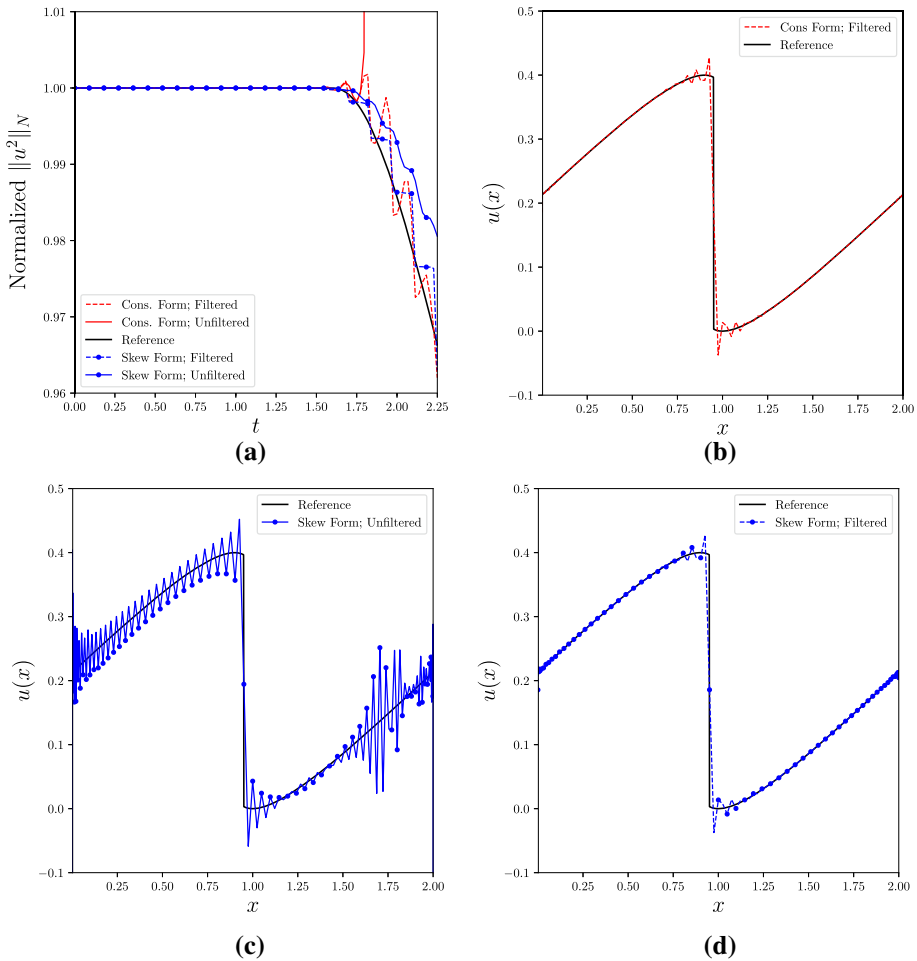 1.01
1.00
0.99
0.98
0.97
0.96
Normalized ‖u²‖_N
Cons. Form; Filtered
Cons. Form; Unfiltered
Reference
Skew Form; Filtered
Skew Form; Unfiltered
0.00 0.25 0.50 0.75 1.00 1.25 1.50 1.75 2.00 2.25
t
(a)
0.5
0.4
0.3
0.2
0.1
0.0
−0.1
u(x)
Cons Form; Filtered
Reference
0.25 0.50 0.75 1.00 1.25 1.50 1.75 2.00
x
(b)
0.5
0.4
0.3
0.2
0.1
0.0
−0.1
u(x)
Reference
Skew Form; Unfiltered
0.25 0.50 0.75 1.00 1.25 1.50 1.75 2.00
x
(c)
0.5
0.4
0.3
0.2
0.1
0.0
−0.1
u(x)
Reference
Skew Form; Filtered
0.25 0.50 0.75 1.00 1.25 1.50 1.75 2.00
x
(d)